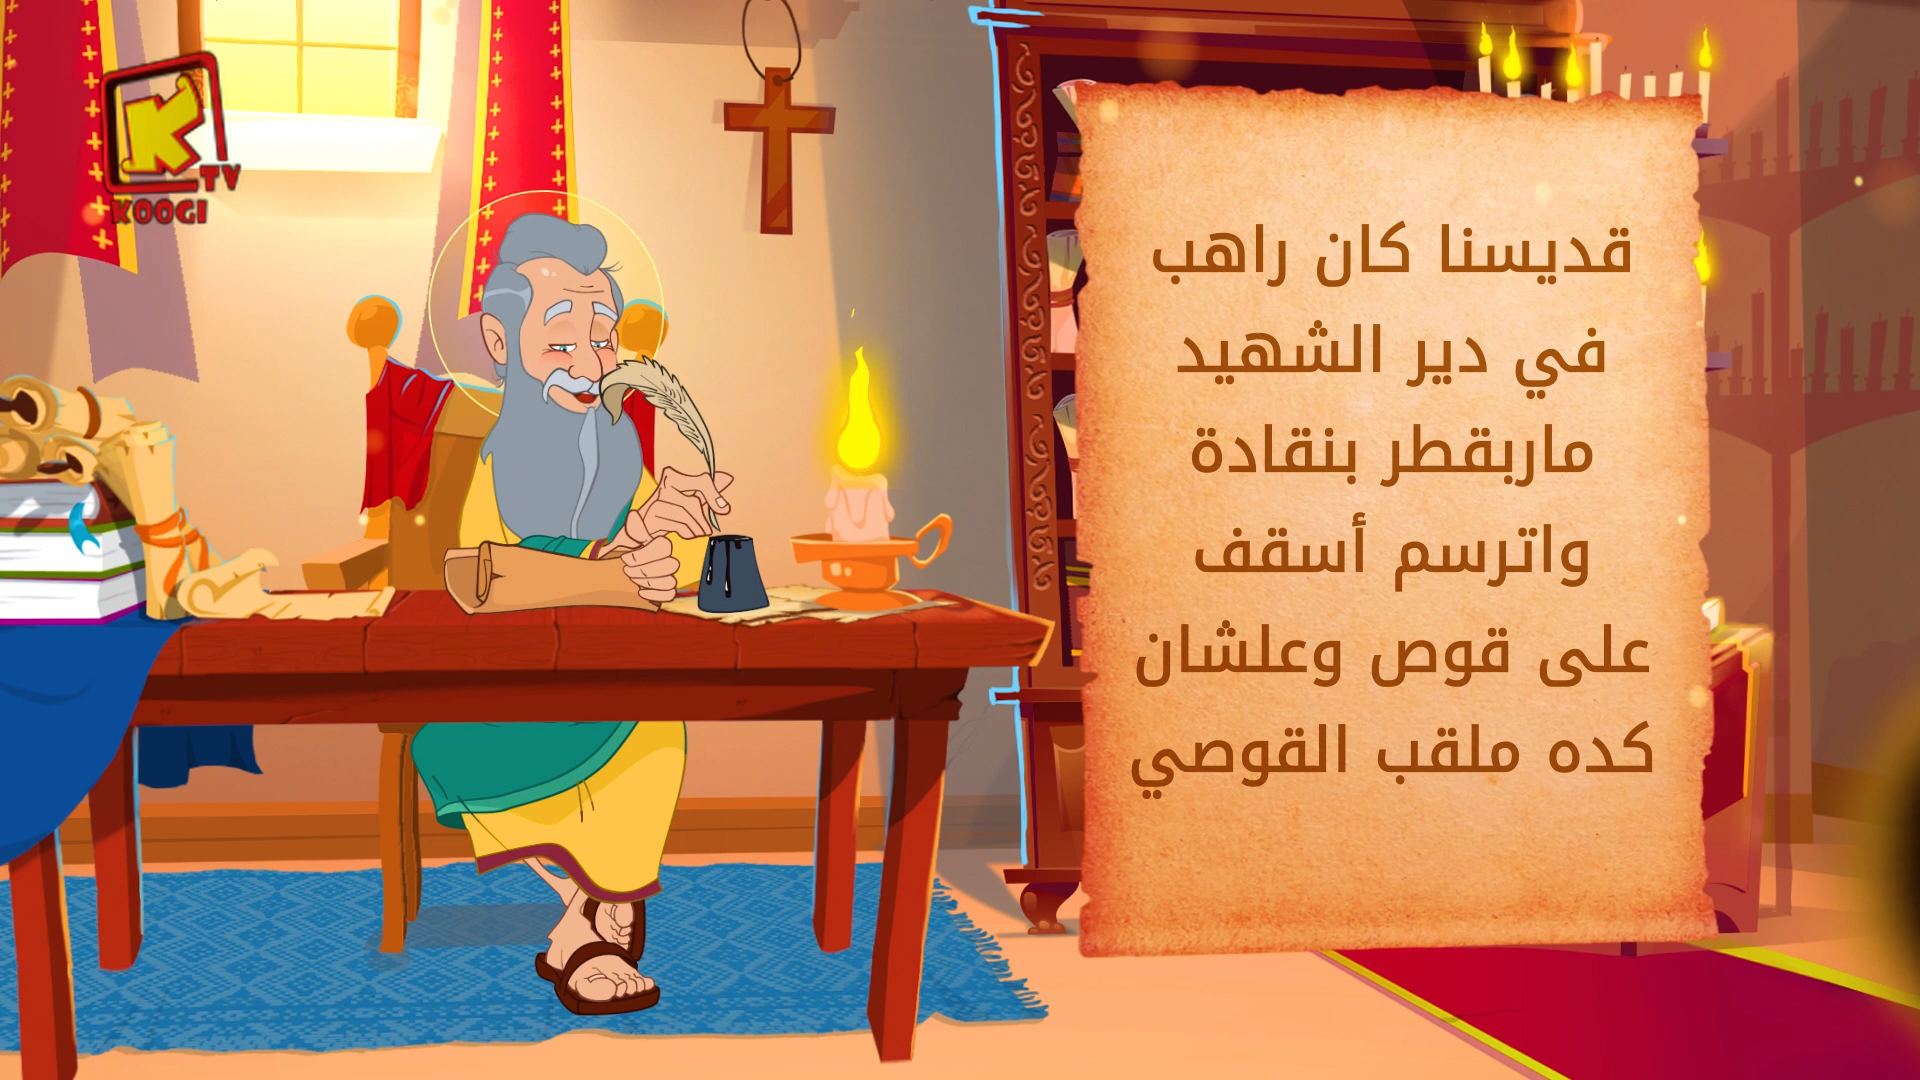 TV
KOOGI
قديسنا كان راهب
في دير الشهيد
ماربقطر بنقادة
واترسم أسقف
على قوص وعلشان
كده ملقب القوصي